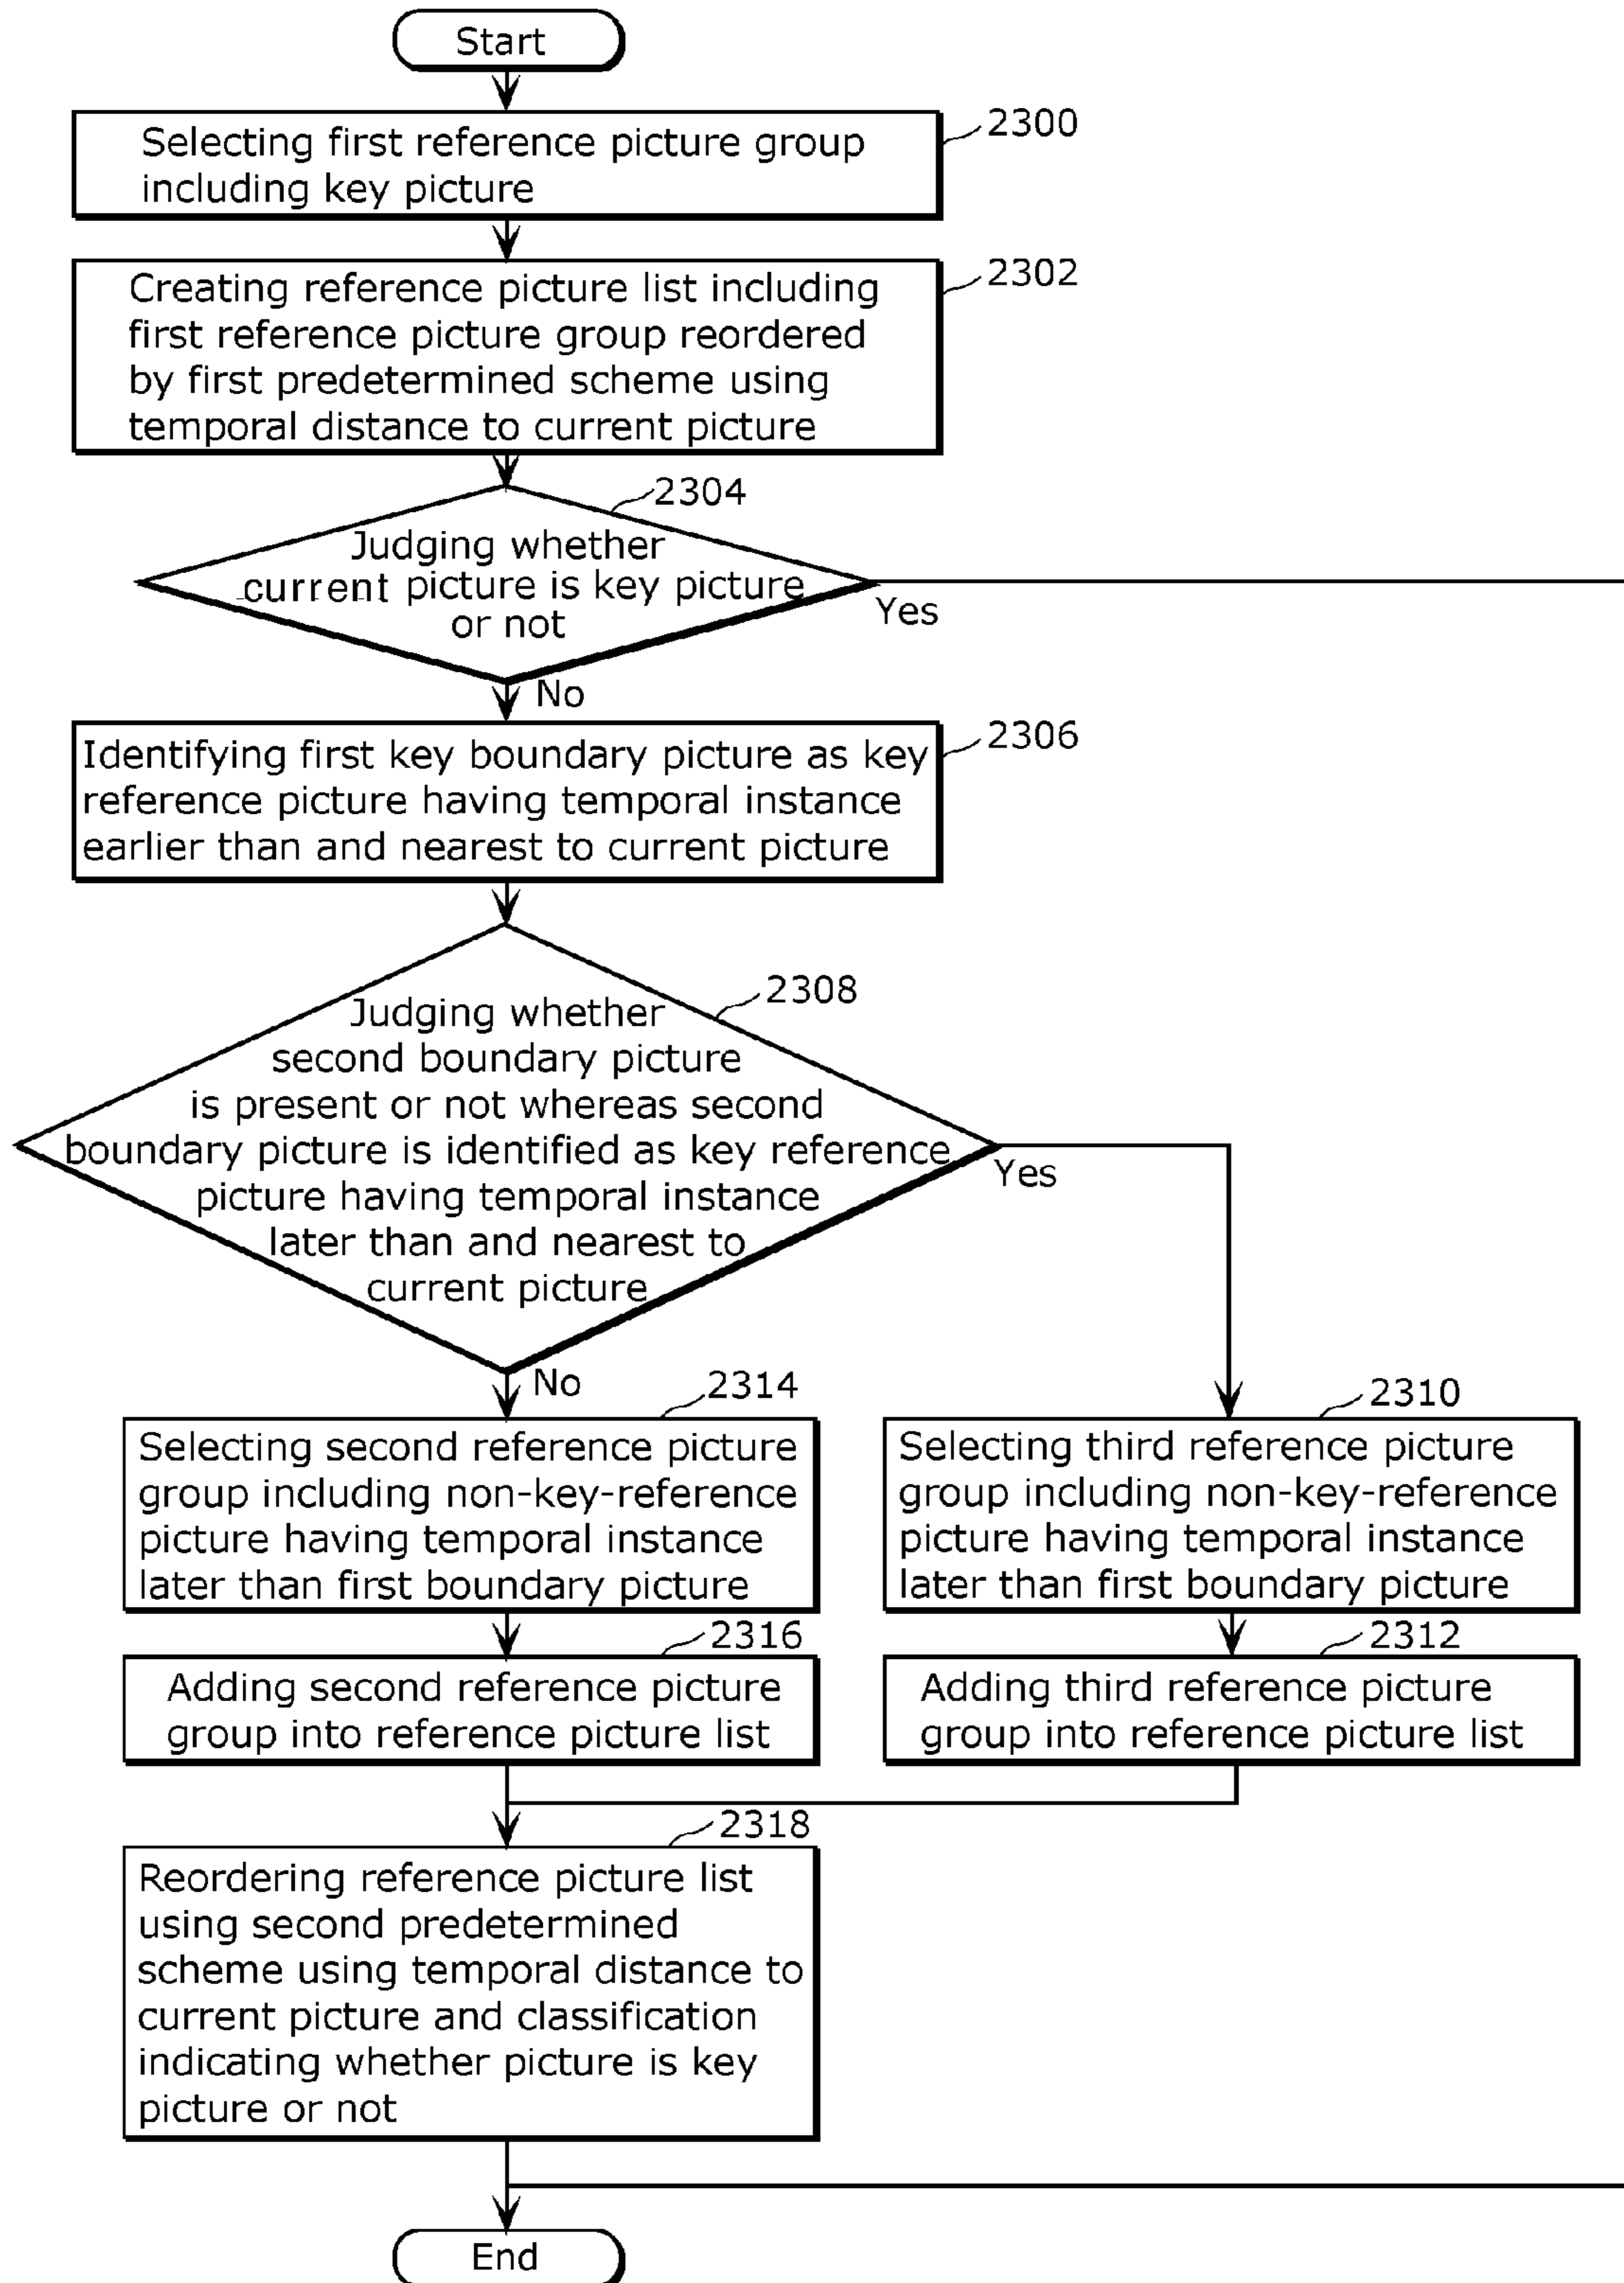 Start
2300
Selecting first reference picture group
including key picture
2302
Creating reference picture list including
first reference picture group reordered
by first predetermined scheme using
temporal distance to current picture
2304
Judging whether
current picture is key picture
or not
Yes
No
2306
Identifying first key boundary picture as key
reference picture having temporal instance
earlier than and nearest to current picture
2308
Judging whether
second boundary picture
is present or not whereas second
boundary picture is identified as key reference
picture having temporal instance
later than and nearest to
current picture
Yes
No
2314
Selecting second reference picture
group including non-key-reference
picture having temporal instance
later than first boundary picture
2310
Selecting third reference picture
group including non-key-reference
picture having temporal instance
later than first boundary picture
2316
Adding second reference picture
group into reference picture list
2312
Adding third reference picture
group into reference picture list
2318
Reordering reference picture list
using second predetermined
scheme using temporal distance to
current picture and classification
indicating whether picture is key
picture or not
End